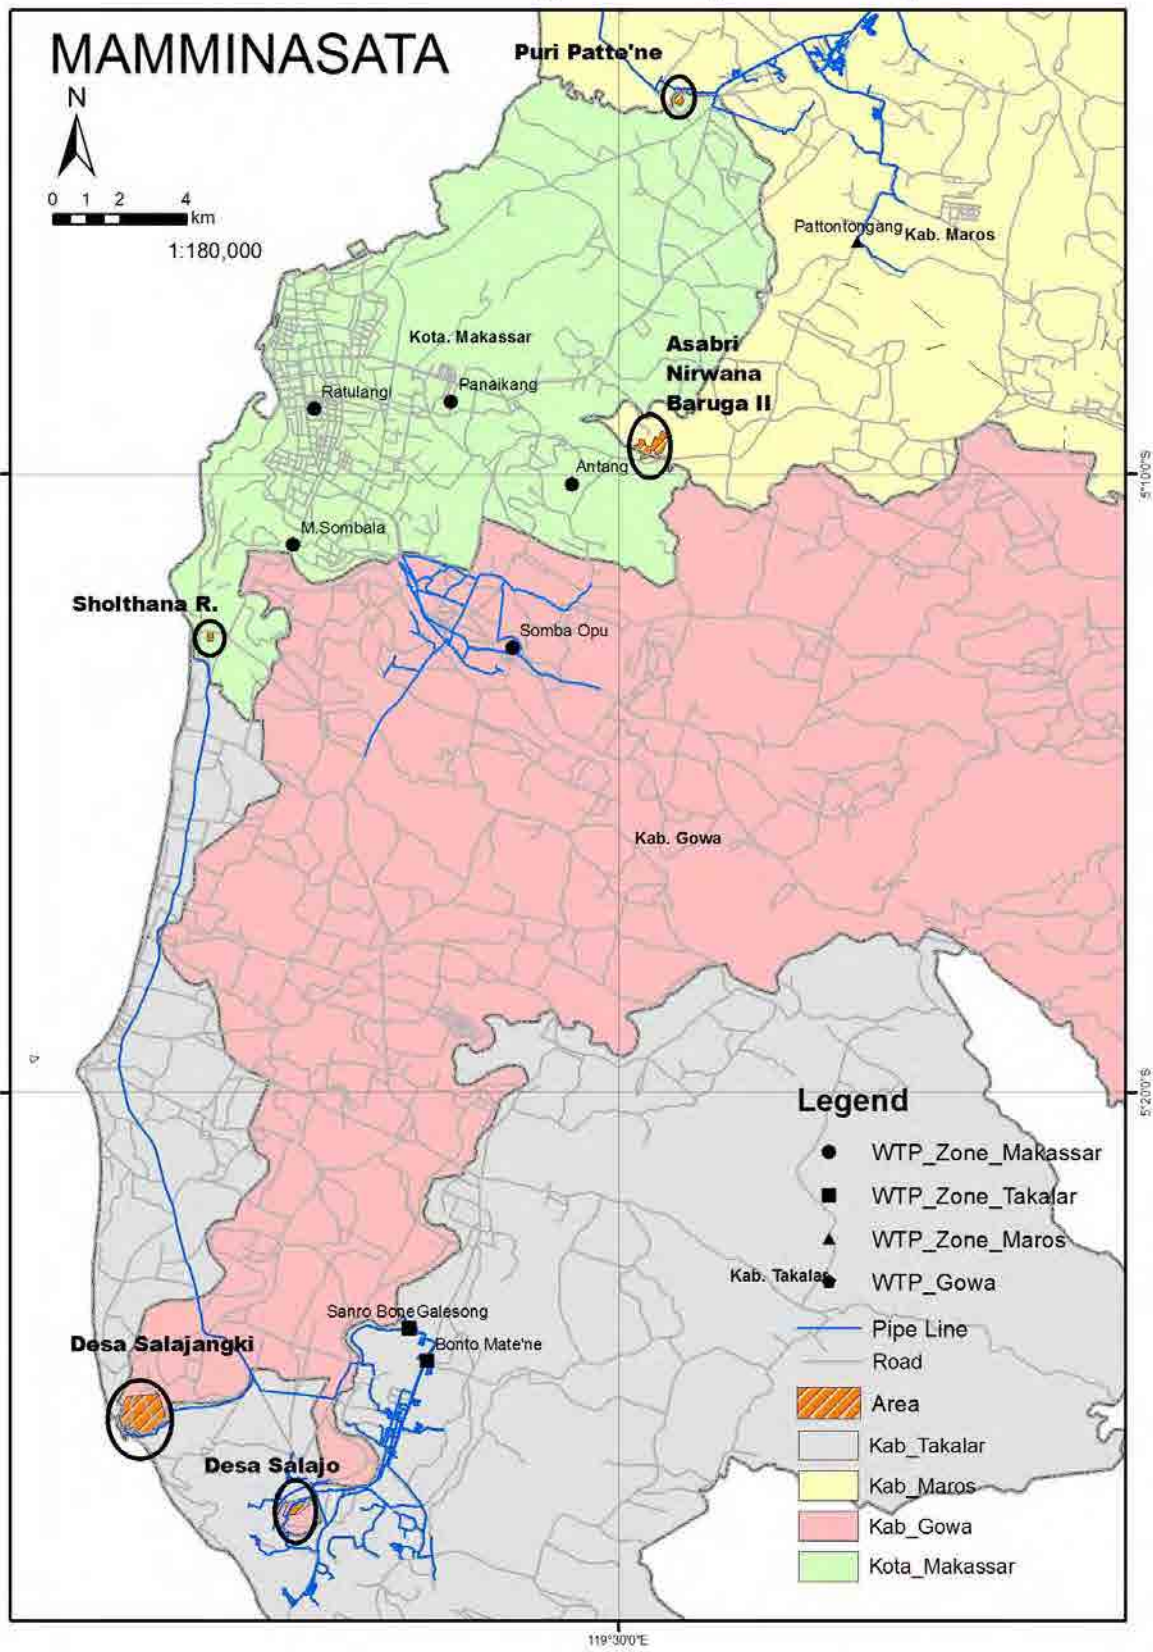 MAMMINASATA
N
0 1 2 4
km
1:180,000
Puri Patte'ne
Pattontongang
Kab. Maros
Kota. Makassar
Asabri
Nirwana
Baruga II
Ratulangi
Panaikang
Antang
M.Sombala
5°10'0"S
Sholthana R.
Somba Opu
Kab. Gowa
5°20'0"S
Legend
WTP_Zone_Makassar
WTP_Zone_Takalar
WTP_Zone_Maros
Kab. Takalar
WTP_Gowa
Sanro Bone Galesong
Pipe Line
Desa Salajangki
Bonto Mate'ne
Road
Area
Kab_Takalar
Desa Salajo
Kab_Maros
Kab_Gowa
Kota_Makassar
119°30'0"E